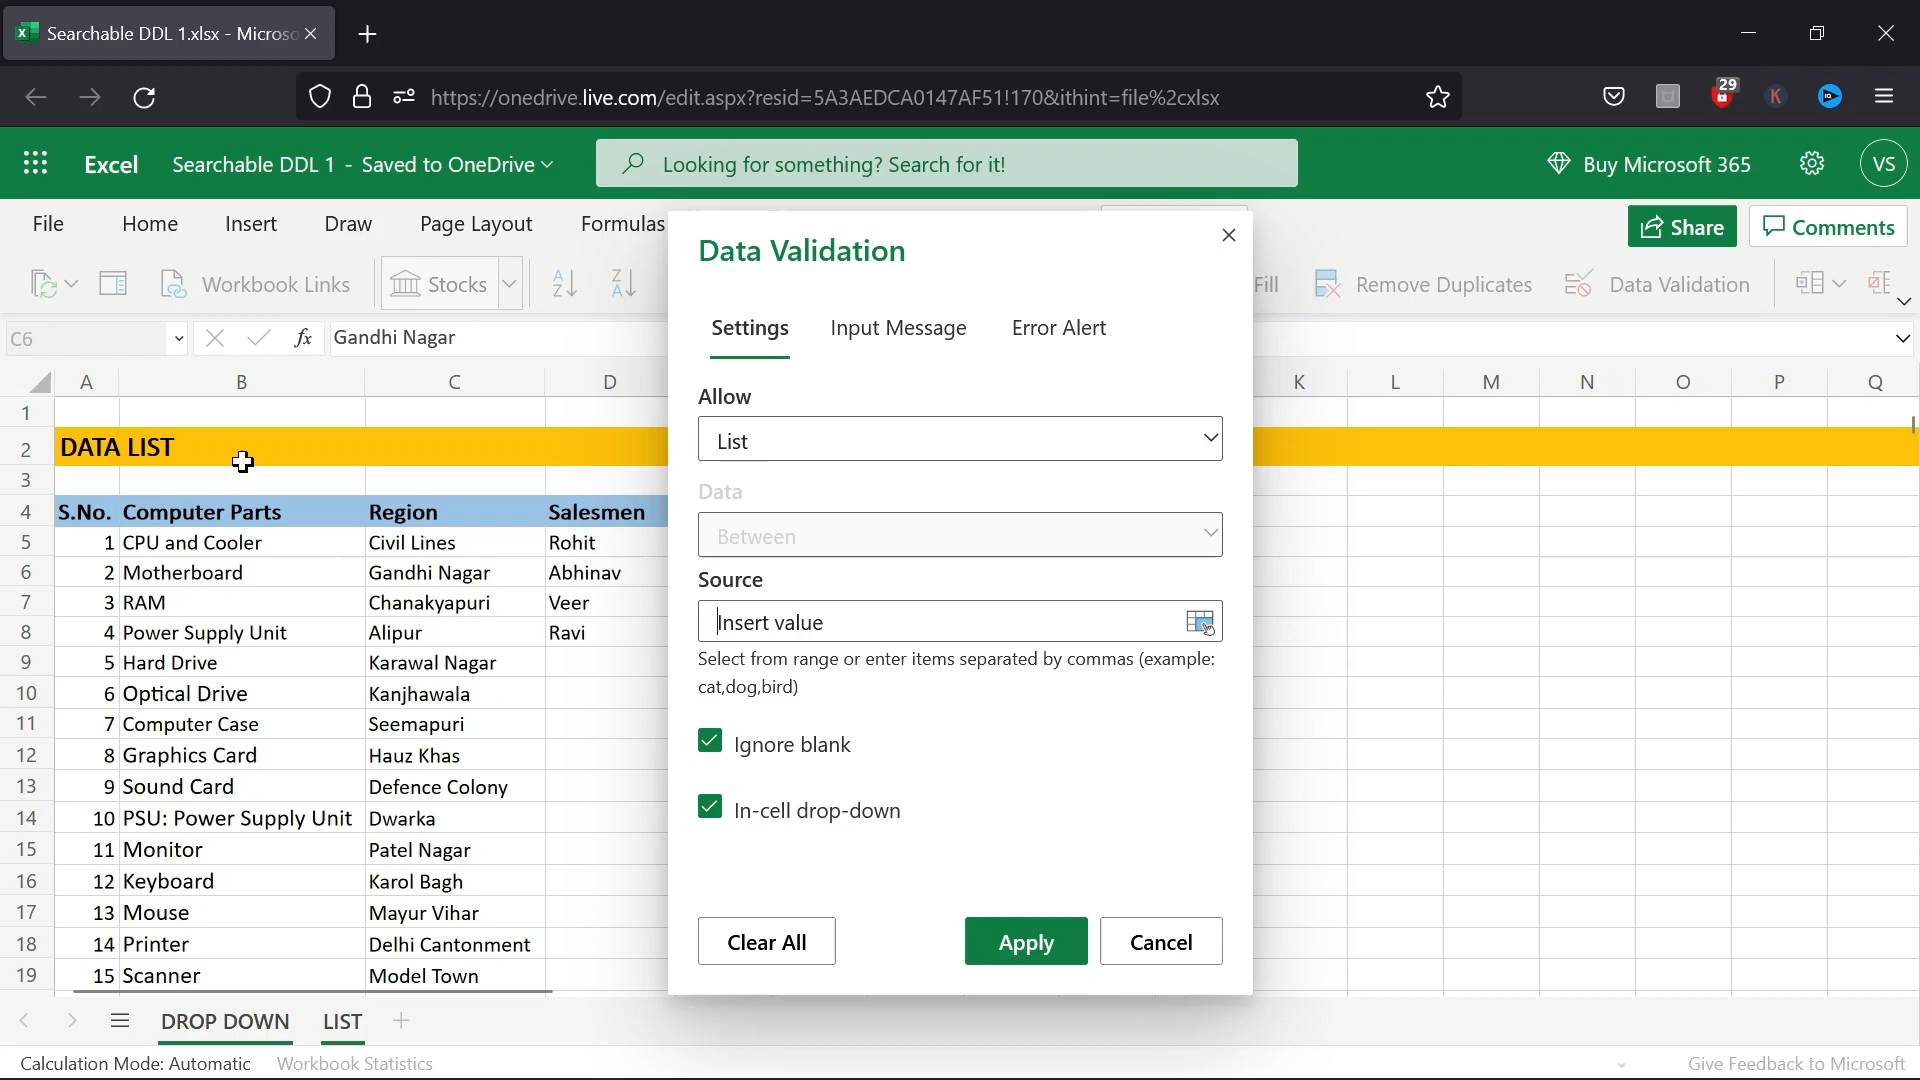 Searchable DDL 1.xlsx - Microso
https://onedrive.live.com/edit.aspx?resid=5A3AEDCA0147AF51!170&ithint=file%2cxlsx
29
K
Excel
Searchable DDL 1 - Saved to OneDrive
Looking for something? Search for it!
Buy Microsoft 365
VS
File Home Insert Draw Page Layout Formulas
Share
Comments
Workbook Links
Stocks
Fill
Remove Duplicates
Data Validation
C6
fx
Gandhi Nagar
A B C D K L M N O P Q
1
2 DATA LIST
3
4 S.No. Computer Parts Region Salesmen
5 1 CPU and Cooler Civil Lines Rohit
6 2 Motherboard Gandhi Nagar Abhinav
7 3 RAM Chanakyapuri Veer
8 4 Power Supply Unit Alipur Ravi
9 5 Hard Drive Karawal Nagar
10 6 Optical Drive Kanjhawala
11 7 Computer Case Seemapuri
12 8 Graphics Card Hauz Khas
13 9 Sound Card Defence Colony
14 10 PSU: Power Supply Unit Dwarka
15 11 Monitor Patel Nagar
16 12 Keyboard Karol Bagh
17 13 Mouse Mayur Vihar
18 14 Printer Delhi Cantonment
19 15 Scanner Model Town
Data Validation
Settings Input Message Error Alert
Allow
List
Data
Between
Source
Insert value
Select from range or enter items separated by commas (example:
cat,dog,bird)
Ignore blank
In-cell drop-down
Clear All Apply Cancel
DROP DOWN LIST
Calculation Mode: Automatic Workbook Statistics
Give Feedback to Microsoft